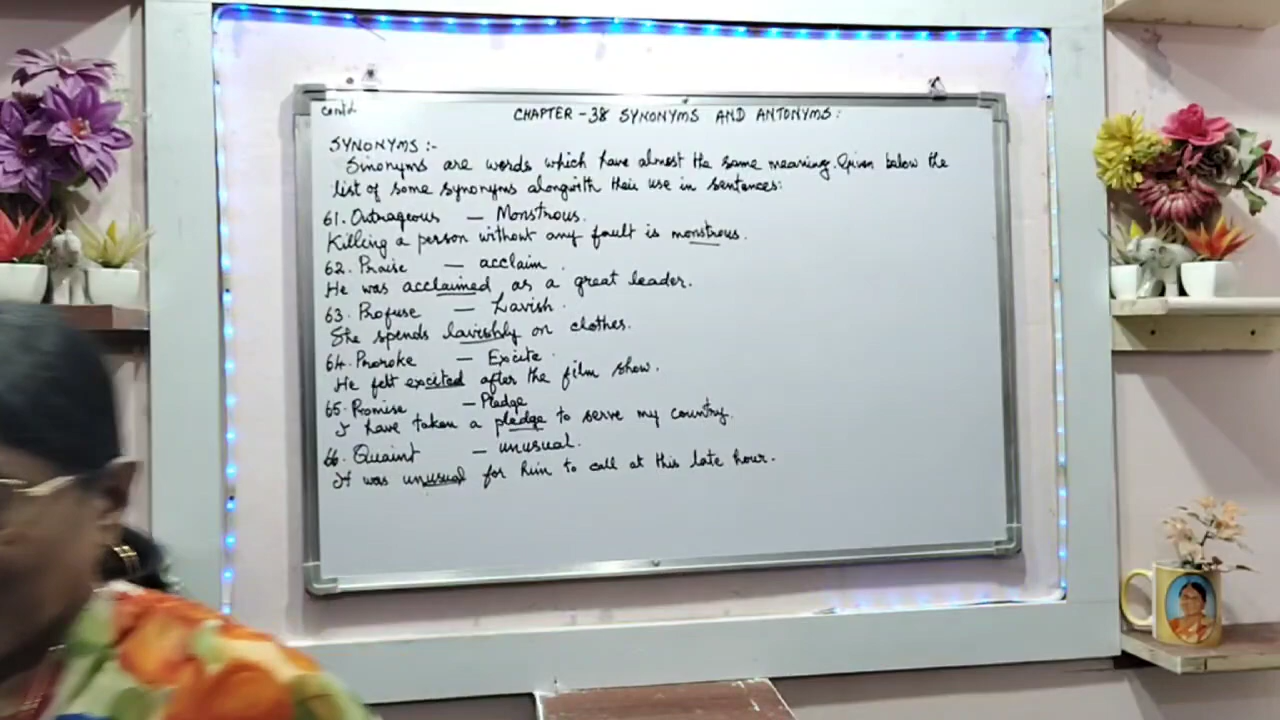 contd
CHAPTER - 38 SYNONYMS AND ANTONYMS:
SYNONYMS :-
Sinonyms are words which have almost the same meaning. Given below the
list of some synonyms alongwith their use in sentences:
61. Outrageous — Monstrous.
Killing a person without any fault is monstrous.
62. Praise — acclaim.
He was acclaimed as a great leader.
63. Profuse — Lavish.
She spends lavishly on clothes.
64. Provoke — Excite.
He felt excited after the film show.
65. Promise — Pledge
I have taken a pledge to serve my country.
66. Quaint — unusual.
It was unusual for him to call at this late hour.